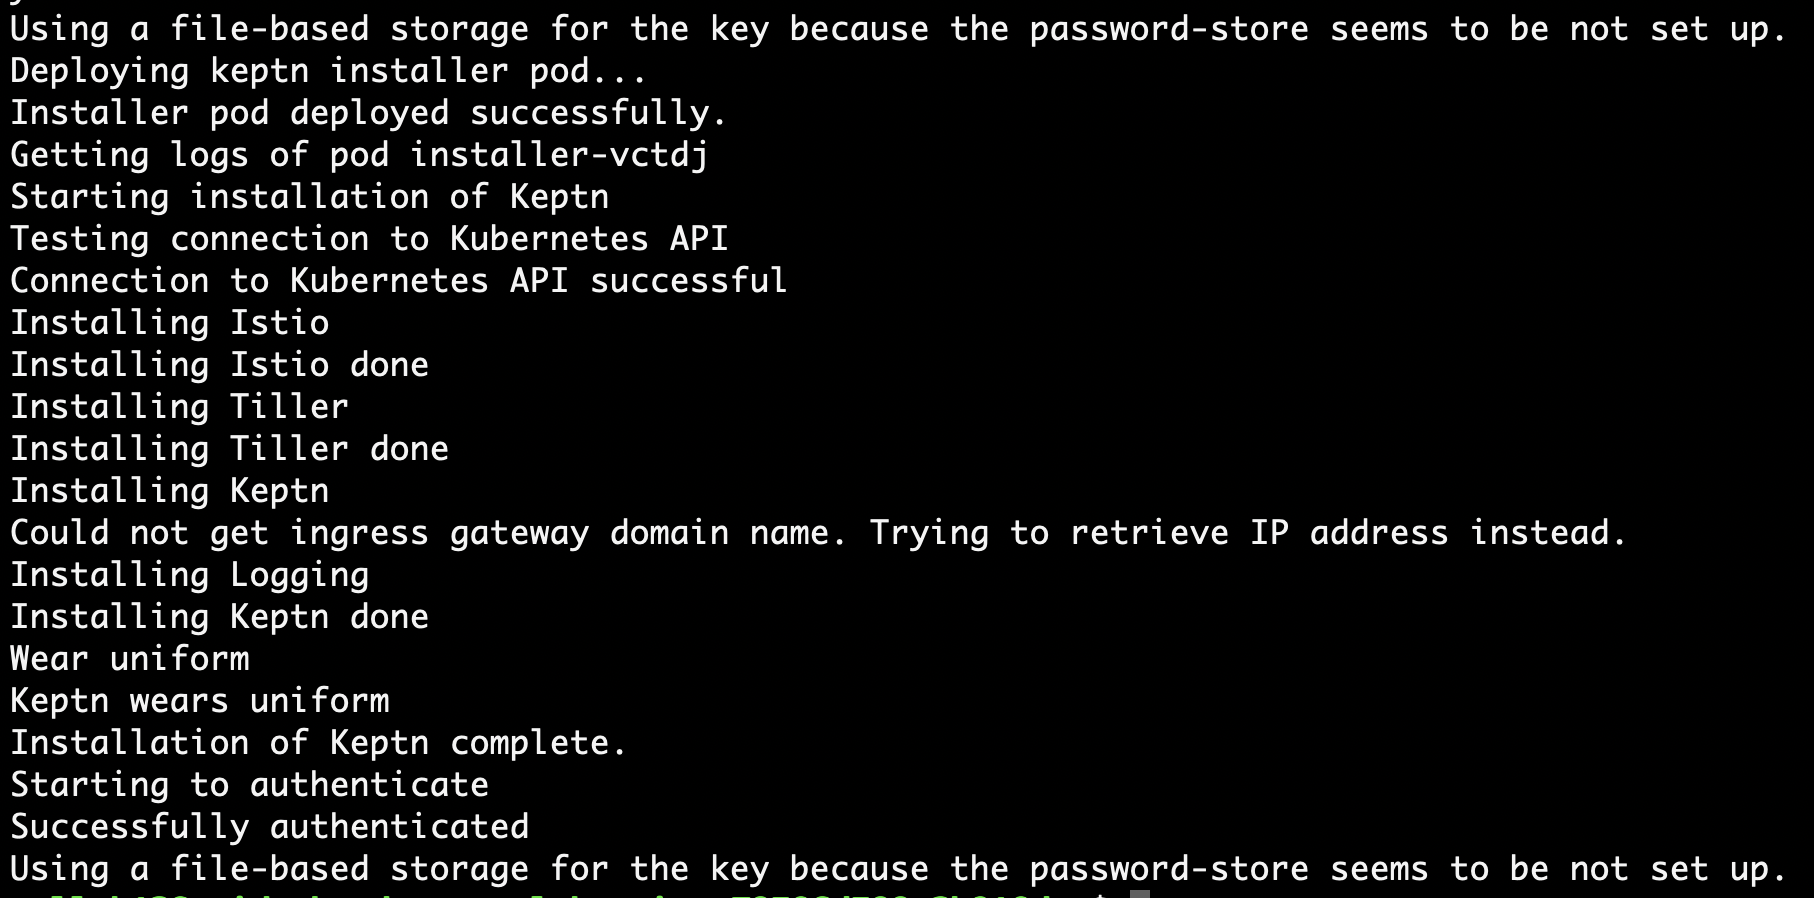 Using a file-based storage for the key because the password-store seems to be not set up.
Deploying keptn installer pod...
Installer pod deployed successfully.
Getting logs of pod installer-vctdj
Starting installation of Keptn
Testing connection to Kubernetes API
Connection to Kubernetes API successful
Installing Istio
Installing Istio done
Installing Tiller
Installing Tiller done
Installing Keptn
Could not get ingress gateway domain name. Trying to retrieve IP address instead.
Installing Logging
Installing Keptn done
Wear uniform
Keptn wears uniform
Installation of Keptn complete.
Starting to authenticate
Successfully authenticated
Using a file-based storage for the key because the password-store seems to be not set up.